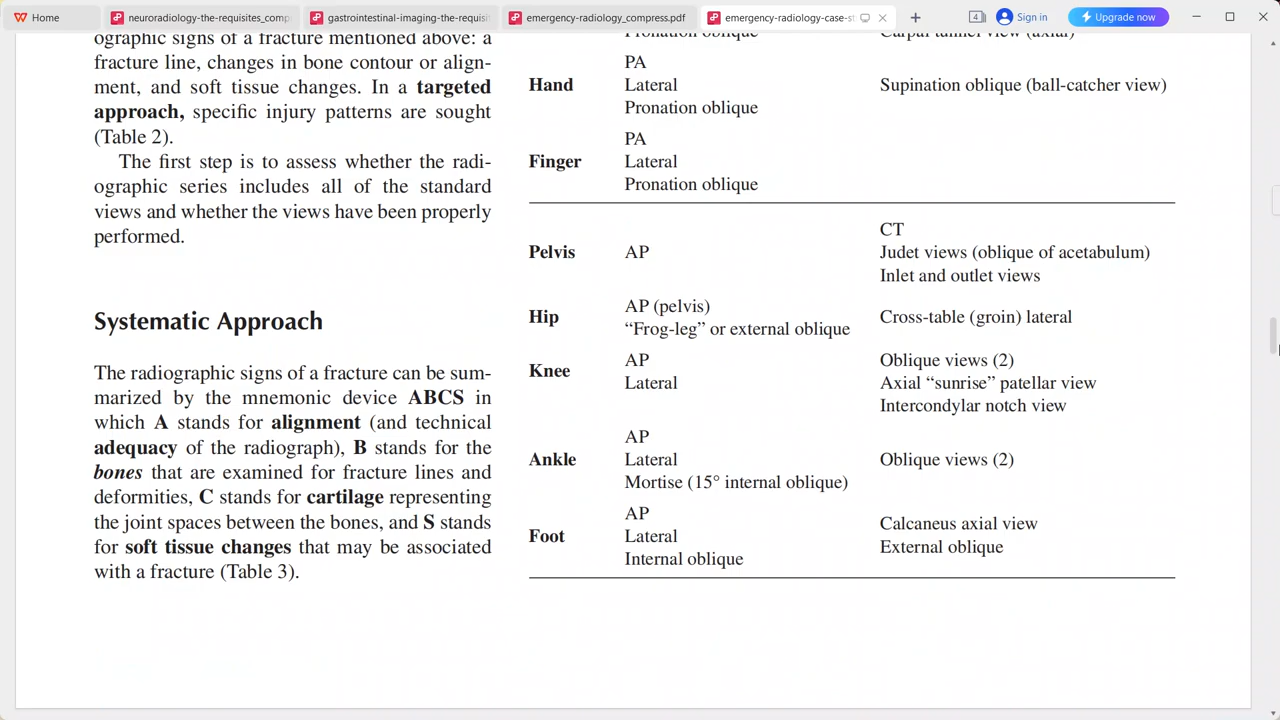 Home
neuroradiology-the-requisites_comp
gastrointestinal-imaging-the-requisit
emergency-radiology_compress.pdf
emergency-radiology-case-st
4
Sign in
Upgrade now
ographic signs of a fracture mentioned above: a
fracture line, changes in bone contour or align-
ment, and soft tissue changes. In a targeted
approach, specific injury patterns are sought
(Table 2).
The first step is to assess whether the radi-
ographic series includes all of the standard
views and whether the views have been properly
performed.
Systematic Approach
The radiographic signs of a fracture can be sum-
marized by the mnemonic device ABCS in
which A stands for alignment (and technical
adequacy of the radiograph), B stands for the
bones that are examined for fracture lines and
deformities, C stands for cartilage representing
the joint spaces between the bones, and S stands
for soft tissue changes that may be associated
with a fracture (Table 3).
Pronation oblique
Carpal tunnel view (axial)
PA
Hand
Lateral
Supination oblique (ball-catcher view)
Pronation oblique
PA
Finger
Lateral
Pronation oblique
CT
Pelvis
AP
Judet views (oblique of acetabulum)
Inlet and outlet views
AP (pelvis)
Hip
Cross-table (groin) lateral
“Frog-leg” or external oblique
AP
Oblique views (2)
Knee
Lateral
Axial “sunrise” patellar view
Intercondylar notch view
AP
Ankle
Lateral
Oblique views (2)
Mortise (15° internal oblique)
AP
Calcaneus axial view
Foot
Lateral
External oblique
Internal oblique